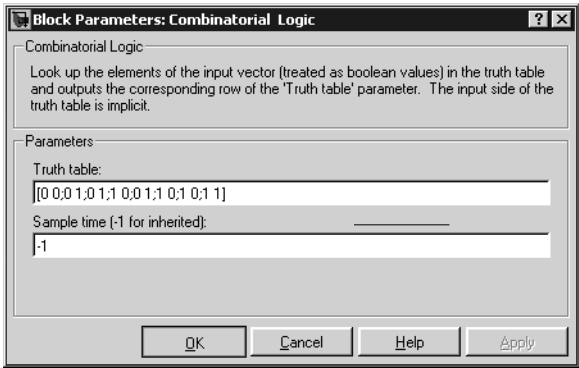 Block Parameters: Combinatorial Logic
Combinatorial Logic
Look up the elements of the input vector (treated as boolean values) in the truth table
and outputs the corresponding row of the 'Truth table' parameter. The input side of the
truth table is implicit.
Parameters
Truth table:
[0 0;0 1;0 1;1 0;0 1;1 0;1 0;1 1]
Sample time (-1 for inherited):
-1
OK Cancel Help Apply